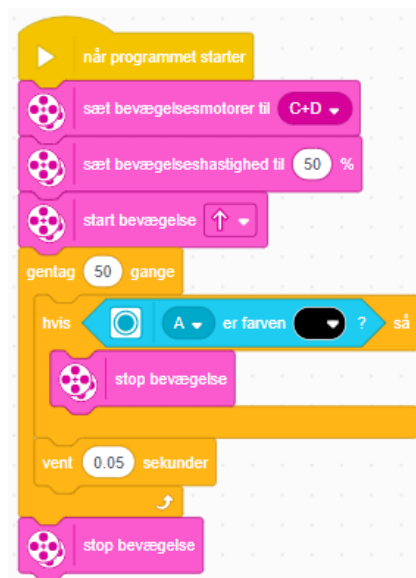 når programmet starter
sæt bevægelsesmotorer til C+D
sæt bevægelseshastighed til 50 %
start bevægelse
gentag 50 gange
hvis A er farven ? så
stop bevægelse
vent 0.05 sekunder
stop bevægelse